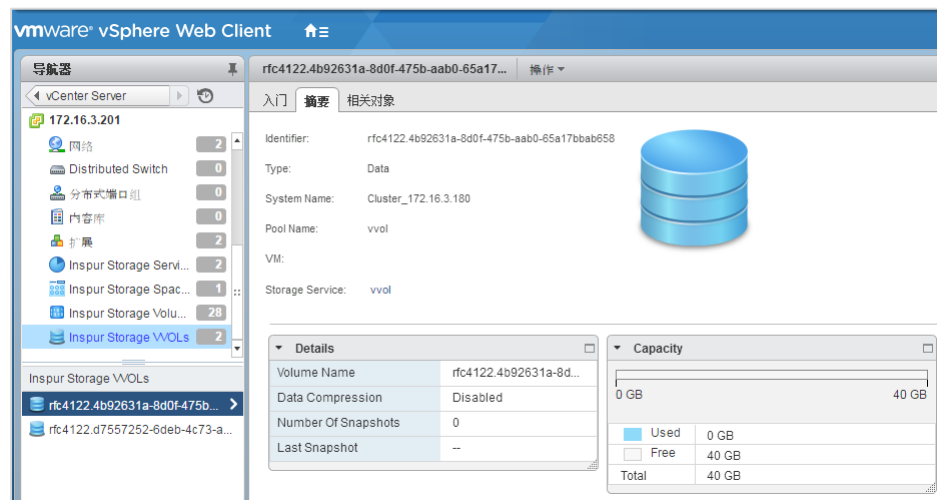 vmware® vSphere Web Client
导航器
vCenter Server
172.16.3.201
网络 2
Distributed Switch 0
分布式端口组 0
内容库 0
扩展 2
Inspur Storage Servi... 2
Inspur Storage Spac... 1
Inspur Storage Volu... 28
Inspur Storage VVOLs 2
Inspur Storage VVOLs
rfc4122.4b92631a-8d0f-475b...
rfc4122.d7557252-6deb-4c73-a...
rfc4122.4b92631a-8d0f-475b-aab0-65a17... 操作
入门 摘要 相关对象
Identifier: rfc4122.4b92631a-8d0f-475b-aab0-65a17bbab658
Type: Data
System Name: Cluster_172.16.3.180
Pool Name: vvol
VM:
Storage Service: vvol
Details
Volume Name rfc4122.4b92631a-8d...
Data Compression Disabled
Number Of Snapshots 0
Last Snapshot --
Capacity
0 GB 40 GB
Used 0 GB
Free 40 GB
Total 40 GB